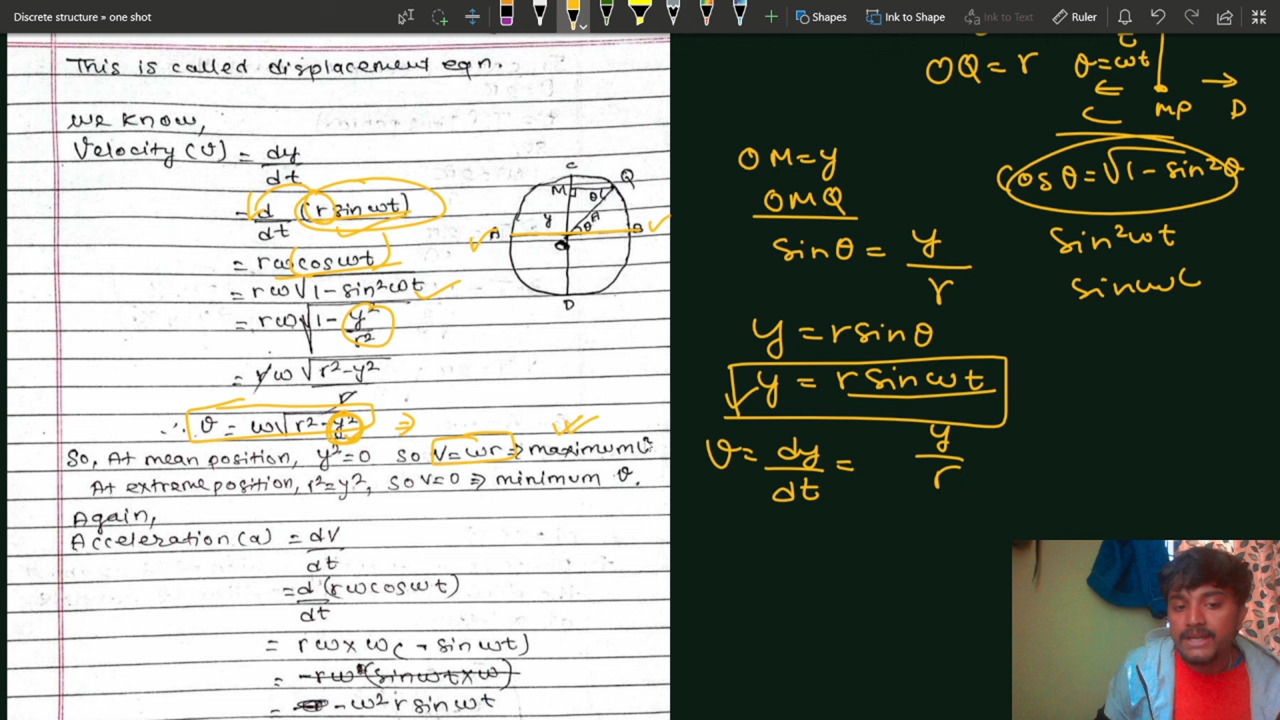 Discrete structure » one shot
Shapes
Ink to Shape
Ink to Text
Ruler
This is called displacement eqn.
We know,
Velocity (v) = dy/dt
= d/dt (r sin ωt)
= rω cos ωt
= rω√1 - sin²ωt
= rω√1 - y²/r²
= rω √r² - y² / r
∴ v = ω√r² - y² ⇒
So, At mean position, y² = 0 so v = ωr ⇒ maximum v
At extreme position, r² = y², so v = 0 ⇒ minimum v.
Again,
Acceleration (a) = dv/dt
= d/dt (rω cos ωt)
= rω × ω (- sin ωt)
= -rω (sin ωt × ω)
= - ω² r sin ωt
C
M
Q
θ
y
A
θ
A
B
D
OQ = r
t
θ = ωt
C
MP
D
OM = y
OMQ
sin θ = y/r
y = r sin θ
y = r sin ωt
v = dy/dt =
y/r
cos θ = √1 - sin²θ
sin²ωt
sin ωt